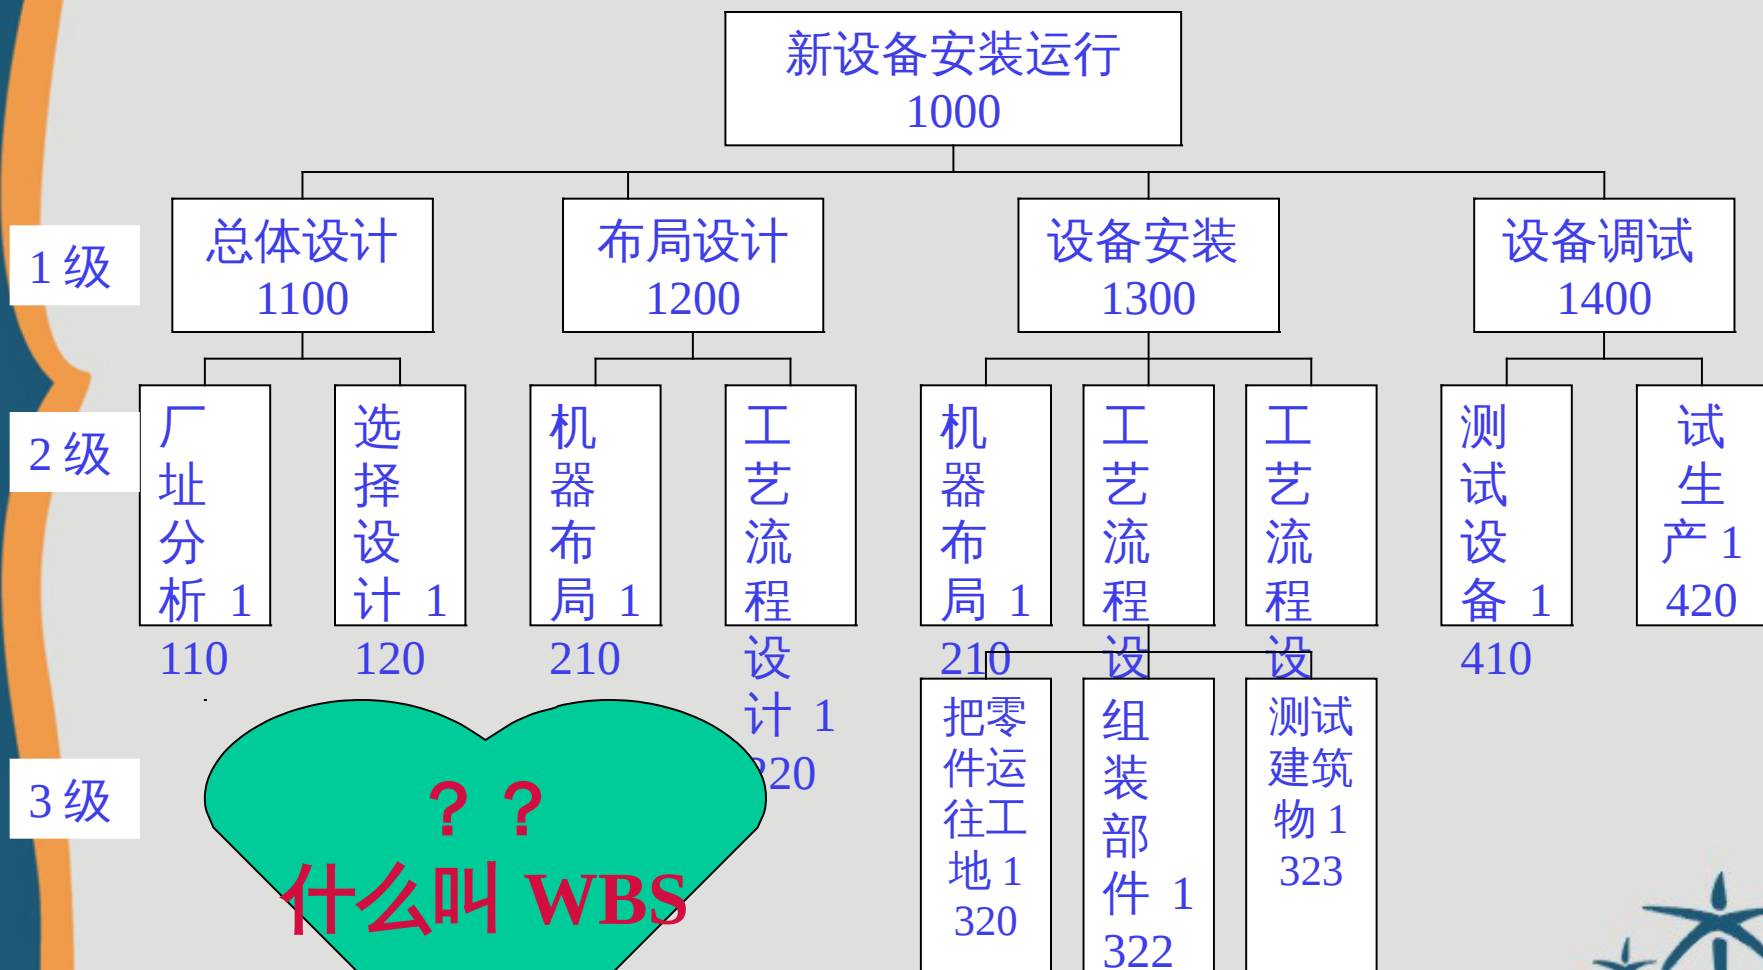 新设备安装运行
1000
1 级
总体设计
1100
布局设计
1200
设备安装
1300
设备调试
1400
2 级
厂
址
分
析 1
110
选
择
设
计 1
120
机
器
布
局 1
210
工
艺
流
程
设
计 1
220
机
器
布
局 1
210
工
艺
流
程
设
工
艺
流
程
设
测
试
设
备 1
410
试
生
产 1
420
3 级
把零
件运
往工
地 1
320
组
装
部
件 1
322
测试
建筑
物 1
323
？？
什么叫 WBS